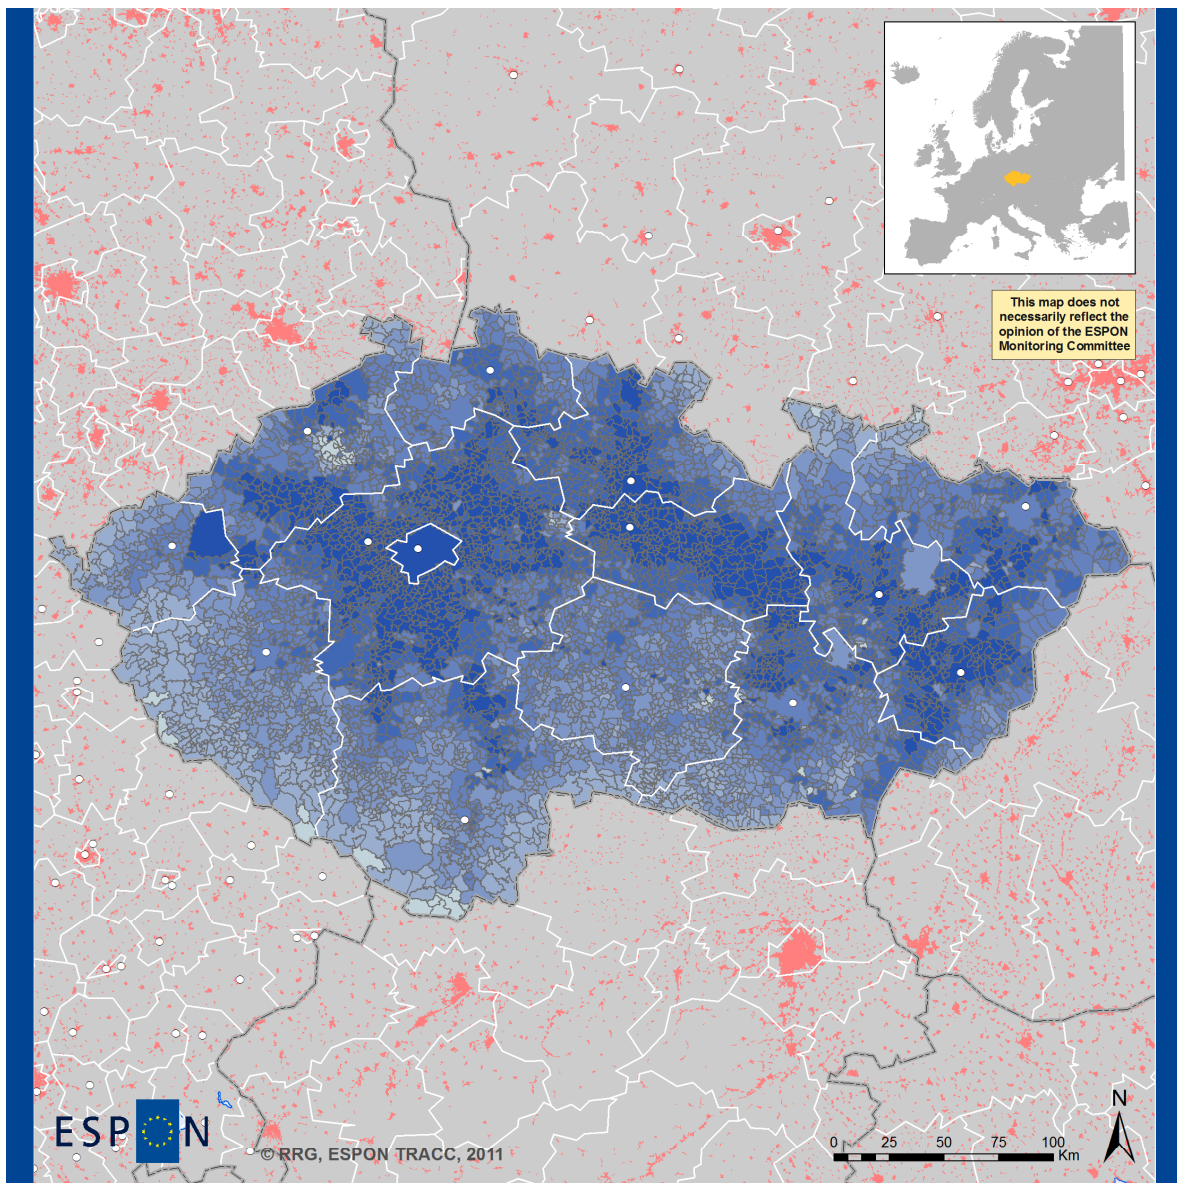 This map does not
necessarily reflect the
opinion of the ESPON
Monitoring Committee
ESPON
© RRG, ESPON TRACC, 2011
N
0 25 50 75 100
Km